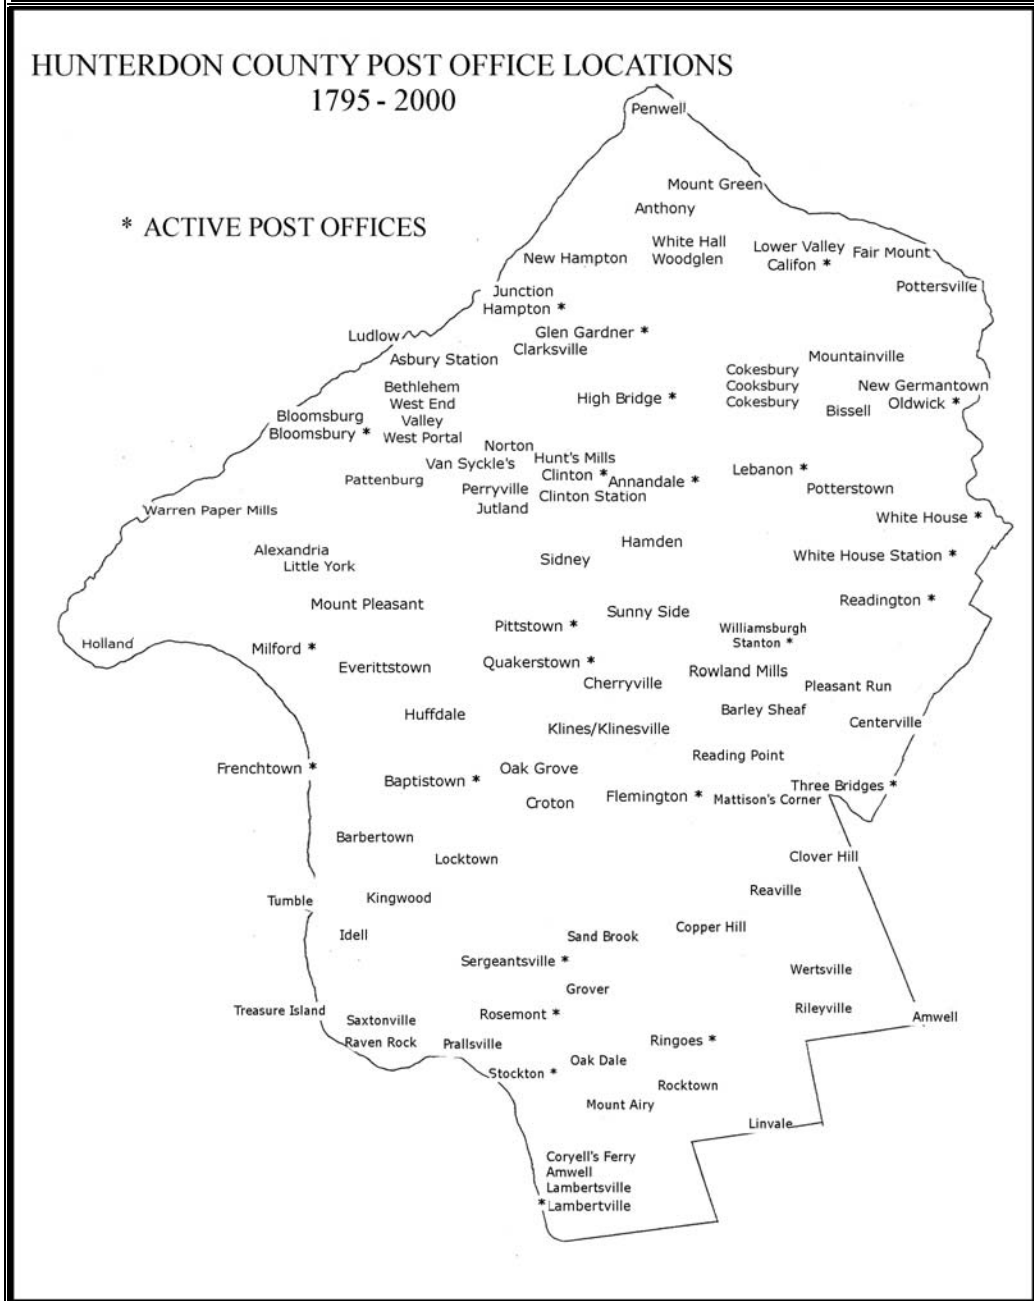 HUNTERDON COUNTY POST OFFICE LOCATIONS
1795 - 2000
Penwell
Mount Green
Anthony
* ACTIVE POST OFFICES
White Hall
Woodglen
Lower Valley
Califon *
Fair Mount
New Hampton
Pottersville
Junction
Hampton *
Glen Gardner *
Clarksville
Ludlow
Asbury Station
Mountainville
Cokesbury
Cooksbury
Cokesbury
Bethlehem
West End
Valley
West Portal
New Germantown
Oldwick *
High Bridge *
Bissell
Bloomsburg
Bloomsbury *
Norton
Van Syckle's
Hunt's Mills
Clinton *
Annandale *
Clinton Station
Lebanon *
Pattenburg
Perryville
Jutland
Potterstown
Warren Paper Mills
White House *
Hamden
Alexandria
Little York
Sidney
White House Station *
Mount Pleasant
Sunny Side
Readington *
Pittstown *
Williamsburgh
Stanton *
Holland
Milford *
Everittstown
Quakerstown *
Cherryville
Rowland Mills
Pleasant Run
Huffdale
Barley Sheaf
Centerville
Klines/Klinesville
Reading Point
Frenchtown *
Baptistown *
Oak Grove
Three Bridges *
Croton
Flemington *
Mattison's Corner
Barbertown
Locktown
Clover Hill
Reaville
Tumble
Kingwood
Copper Hill
Idell
Sand Brook
Sergeantsville *
Wertsville
Grover
Treasure Island
Saxtonville
Rosemont *
Rileyville
Amwell
Raven Rock
Prallsville
Ringoes *
Oak Dale
Stockton *
Rocktown
Mount Airy
Linvale
Coryell's Ferry
Amwell
Lambertsville
* Lambertville